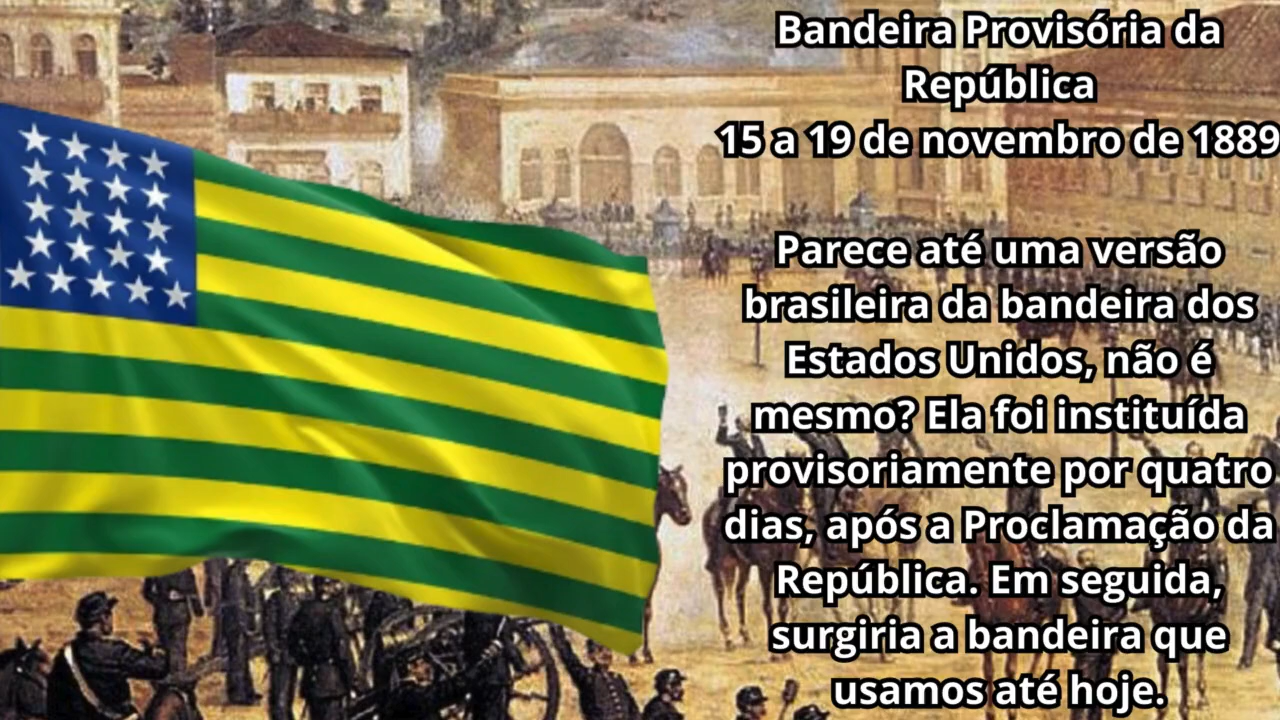 Bandeira Provisória da
República
15 a 19 de novembro de 1889
Parece até uma versão
brasileira da bandeira dos
Estados Unidos, não é
mesmo? Ela foi instituída
provisoriamente por quatro
dias, após a Proclamação da
República. Em seguida,
surgiria a bandeira que
usamos até hoje.